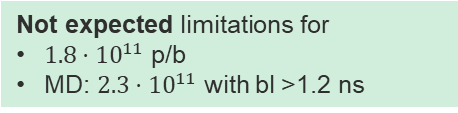 Not expected limitations for
• 1.8 · 10¹¹ p/b
• MD: 2.3 · 10¹¹ with bl >1.2 ns